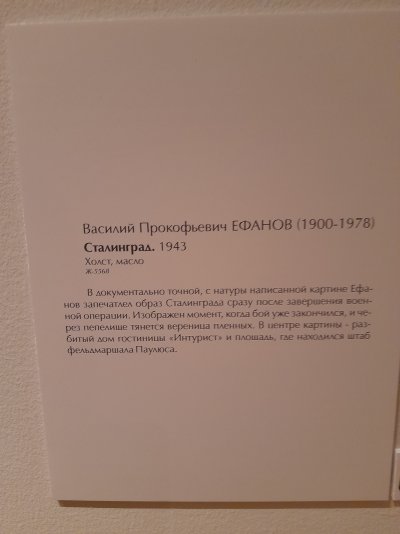 Василий Прокофьевич ЕФАНОВ (1900-1978)
Сталинград. 1943
Холст, масло
Ж-5568
В документально точной, с натуры написанной картине Ефа-
нов запечатлел образ Сталинграда сразу после завершения воен-
ной операции. Изображен момент, когда бой уже закончился, и че-
рез пепелище тянется вереница пленных. В центре картины - раз-
битый дом гостиницы «Интурист» и площадь, где находился штаб
фельдмаршала Паулюса.